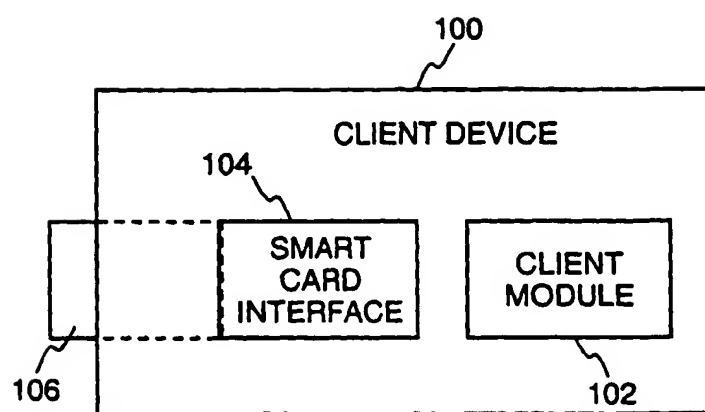 100
CLIENT DEVICE
104
SMART
CARD
INTERFACE
CLIENT
MODULE
106
102